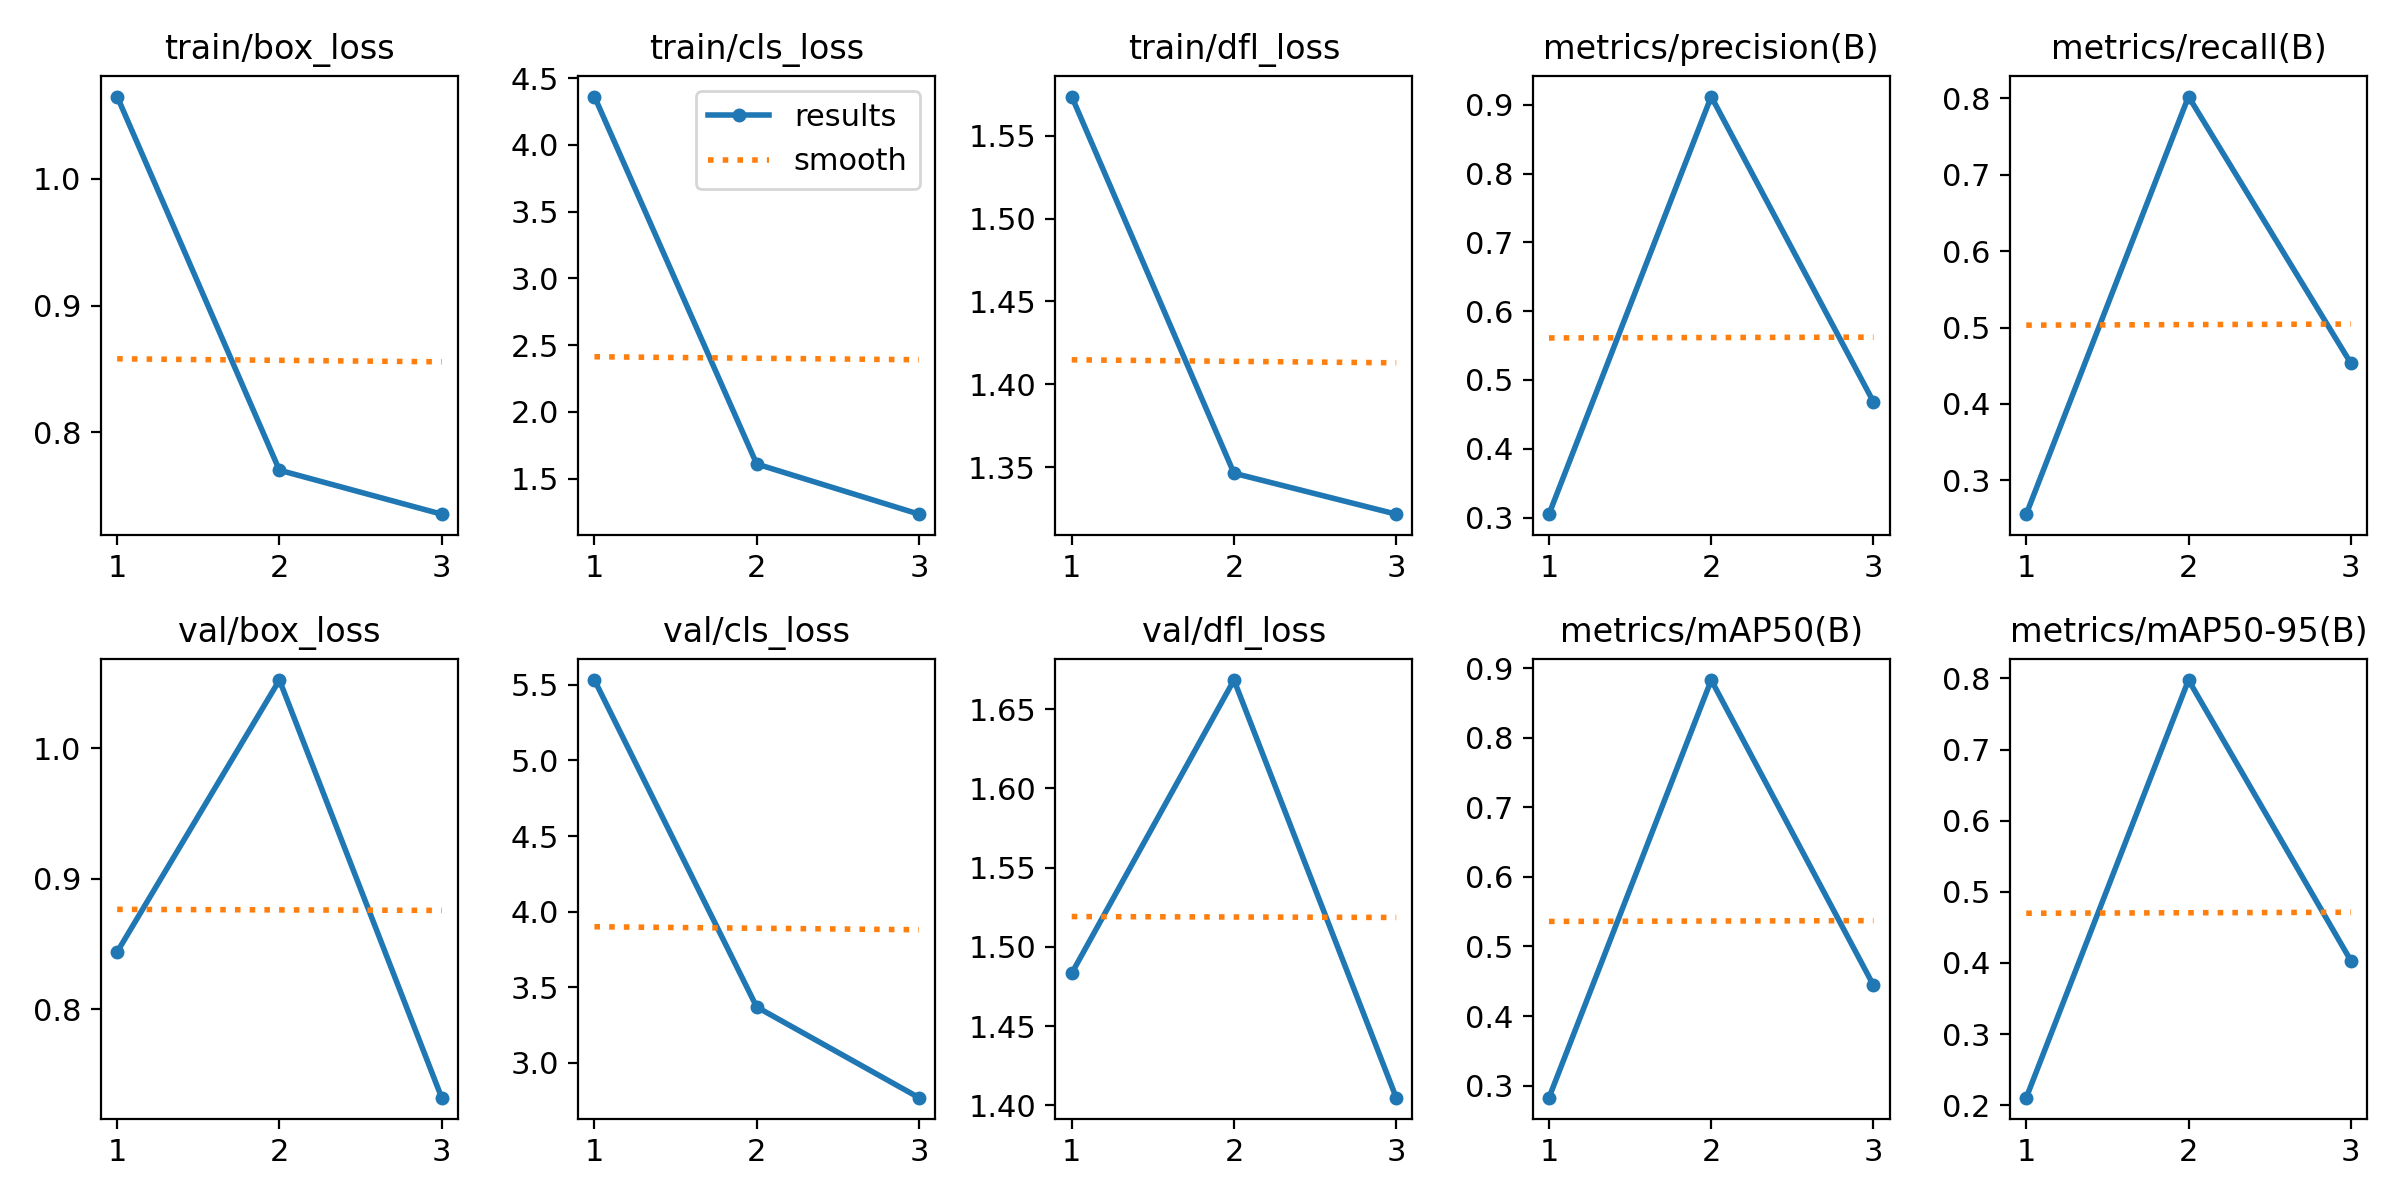 train/box_loss
1.0
0.9
0.8
1 2 3
train/cls_loss
results
smooth
4.5
4.0
3.5
3.0
2.5
2.0
1.5
1 2 3
train/dfl_loss
1.55
1.50
1.45
1.40
1.35
1 2 3
metrics/precision(B)
0.9
0.8
0.7
0.6
0.5
0.4
0.3
1 2 3
metrics/recall(B)
0.8
0.7
0.6
0.5
0.4
0.3
1 2 3
val/box_loss
1.0
0.9
0.8
1 2 3
val/cls_loss
5.5
5.0
4.5
4.0
3.5
3.0
1 2 3
val/dfl_loss
1.65
1.60
1.55
1.50
1.45
1.40
1 2 3
metrics/mAP50(B)
0.9
0.8
0.7
0.6
0.5
0.4
0.3
1 2 3
metrics/mAP50-95(B)
0.8
0.7
0.6
0.5
0.4
0.3
0.2
1 2 3